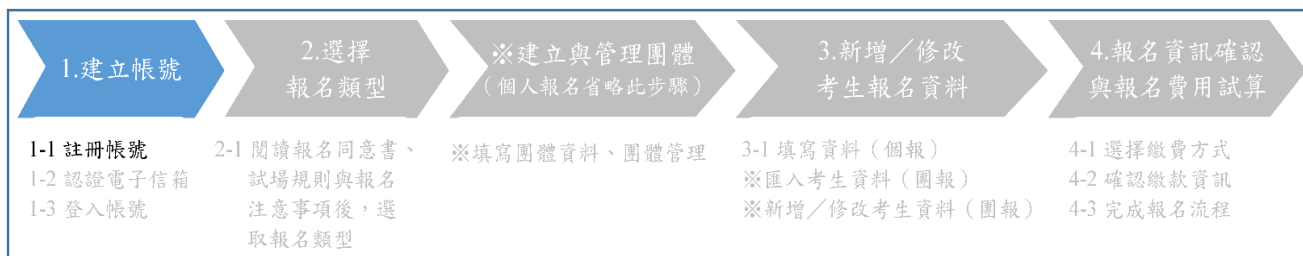 1.建立帳號
2.選擇
報名類型
※建立與管理團體
（個人報名省略此步驟）
3.新增／修改
考生報名資料
4.報名資訊確認
與報名費用試算
1-1 註冊帳號
1-2 認證電子信箱
1-3 登入帳號
2-1 閱讀報名同意書、
試場規則與報名
注意事項後，選
取報名類型
※填寫團體資料、團體管理
3-1 填寫資料（個報）
※匯入考生資料（團報）
※新增／修改考生資料（團報）
4-1 選擇繳費方式
4-2 確認繳款資訊
4-3 完成報名流程